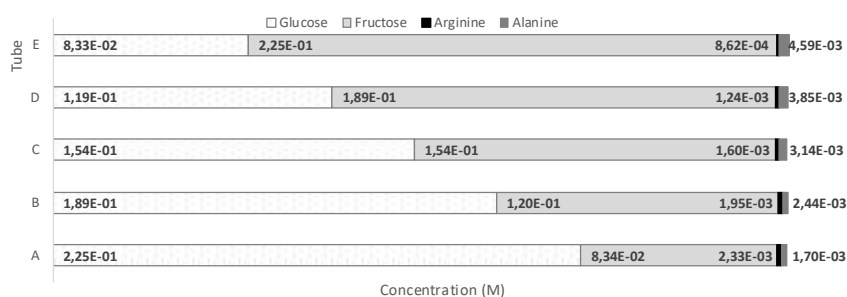 Glucose Fructose Arginine Alanine
Tube
E 8,33E-02 2,25E-01 8,62E-04 4,59E-03
D 1,19E-01 1,89E-01 1,24E-03 3,85E-03
C 1,54E-01 1,54E-01 1,60E-03 3,14E-03
B 1,89E-01 1,20E-01 1,95E-03 2,44E-03
A 2,25E-01 8,34E-02 2,33E-03 1,70E-03
Concentration (M)